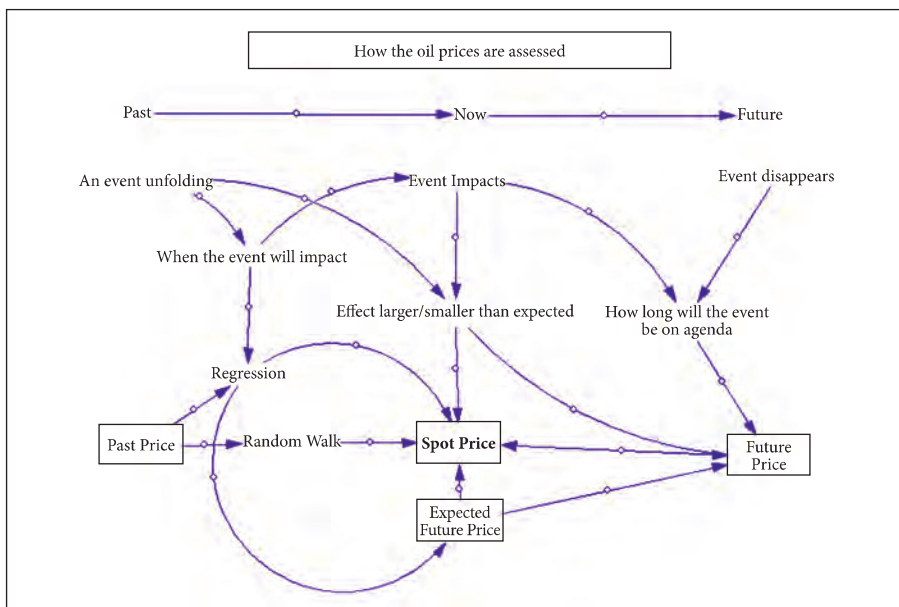 How the oil prices are assessed
Past
Now
Future
An event unfolding
Event Impacts
Event disappears
When the event will impact
Effect larger/smaller than expected
How long will the event
be on agenda
Regression
Past Price
Random Walk
Spot Price
Future
Price
Expected
Future Price